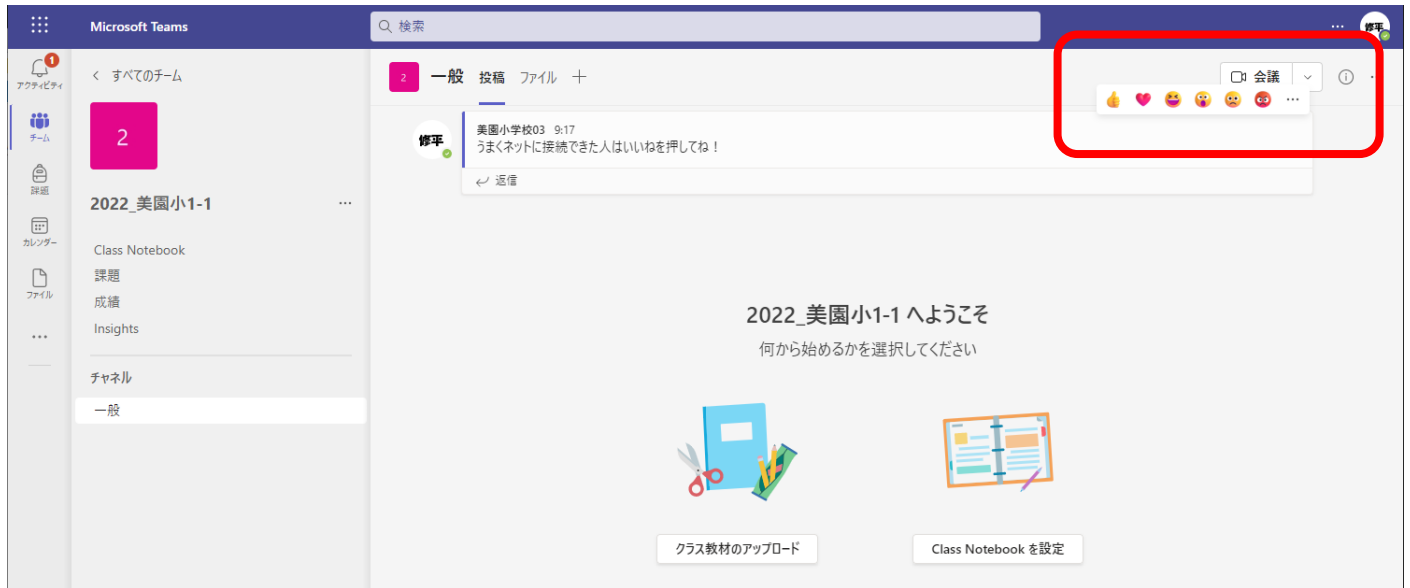 Microsoft Teams
検索
修平
1
アクティビティ
チーム
課題
カレンダー
ファイル
すべてのチーム
2
2022_美園小1-1
Class Notebook
課題
成績
Insights
チャネル
一般
2
一般 投稿 ファイル
会議
修平
美園小学校03 9:17
うまくネットに接続できた人はいいねを押してね！
返信
2022_美園小1-1 へようこそ
何から始めるかを選択してください
クラス教材のアップロード
Class Notebook を設定